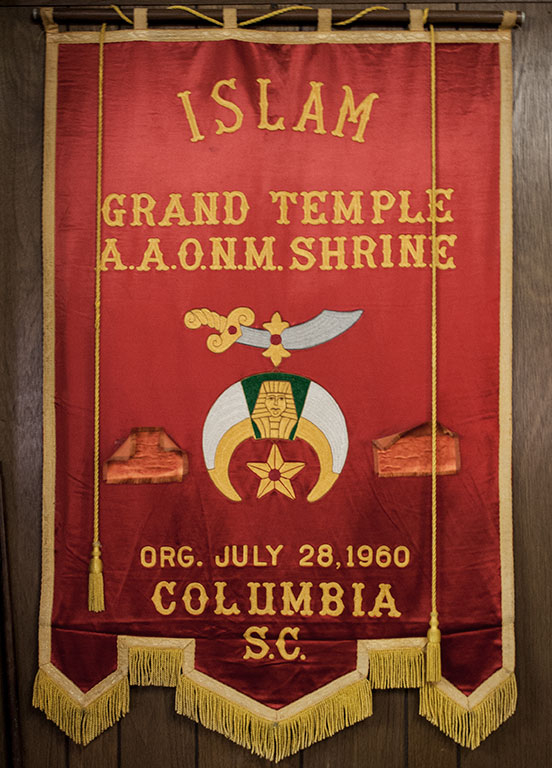 ISLAM
GRAND TEMPLE
A.A.O.N.M. SHRINE
ORG. JULY 28, 1960
COLUMBIA
S.C.